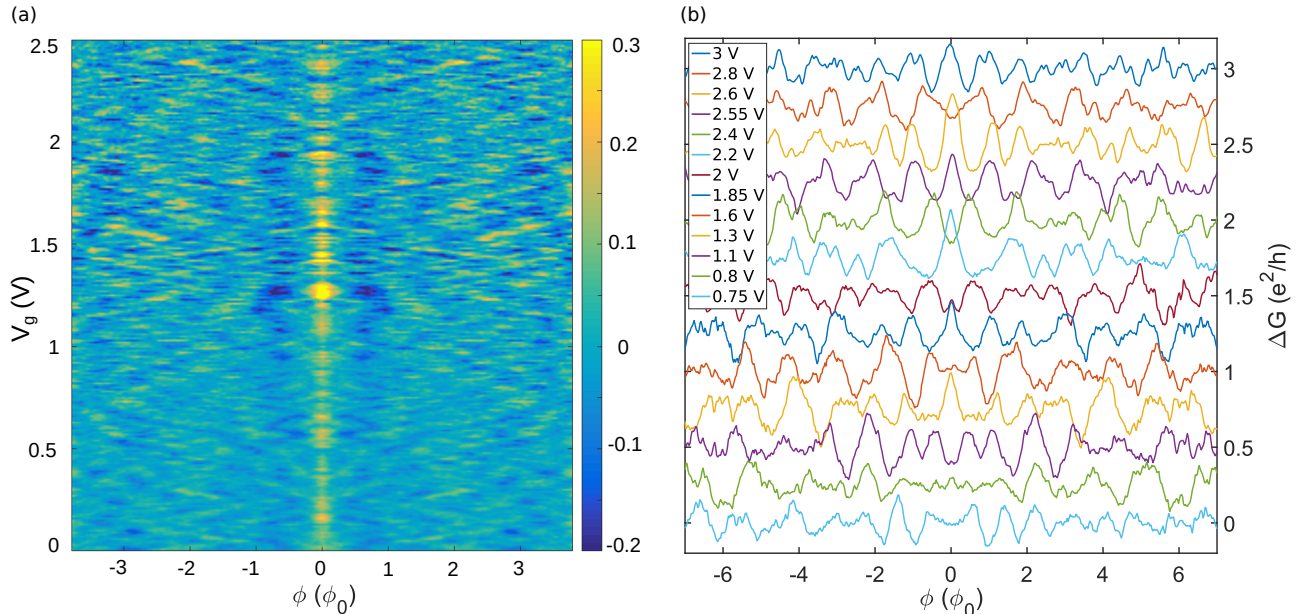 (a)
2.5
2
1.5
1
0.5
0
V_g (V)
-3 -2 -1 0 1 2 3
ϕ (ϕ_0)
0.3
0.2
0.1
0
-0.1
-0.2
(b)
3 V
2.8 V
2.6 V
2.55 V
2.4 V
2.2 V
2 V
1.85 V
1.6 V
1.3 V
1.1 V
0.8 V
0.75 V
3
2.5
2
1.5
1
0.5
0
ΔG (e^2/h)
-6 -4 -2 0 2 4 6
ϕ (ϕ_0)